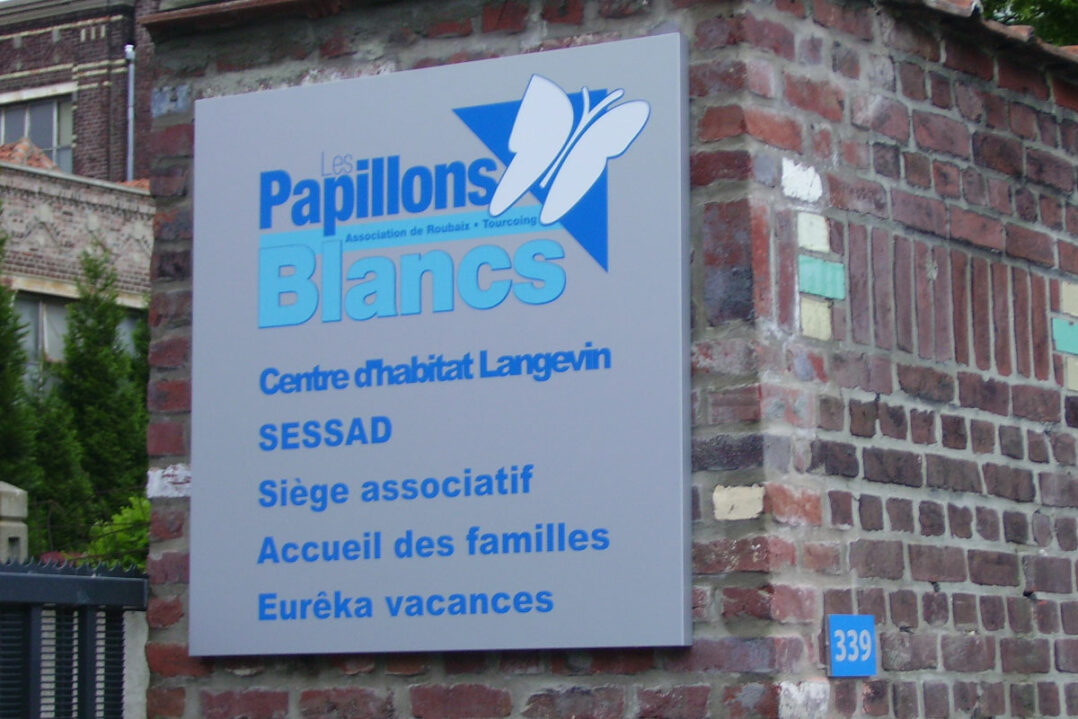 Les
Papillons
Association de Roubaix • Tourcoing
Blancs
Centre d'habitat Langevin
SESSAD
Siège associatif
Accueil des familles
Eurêka vacances
339